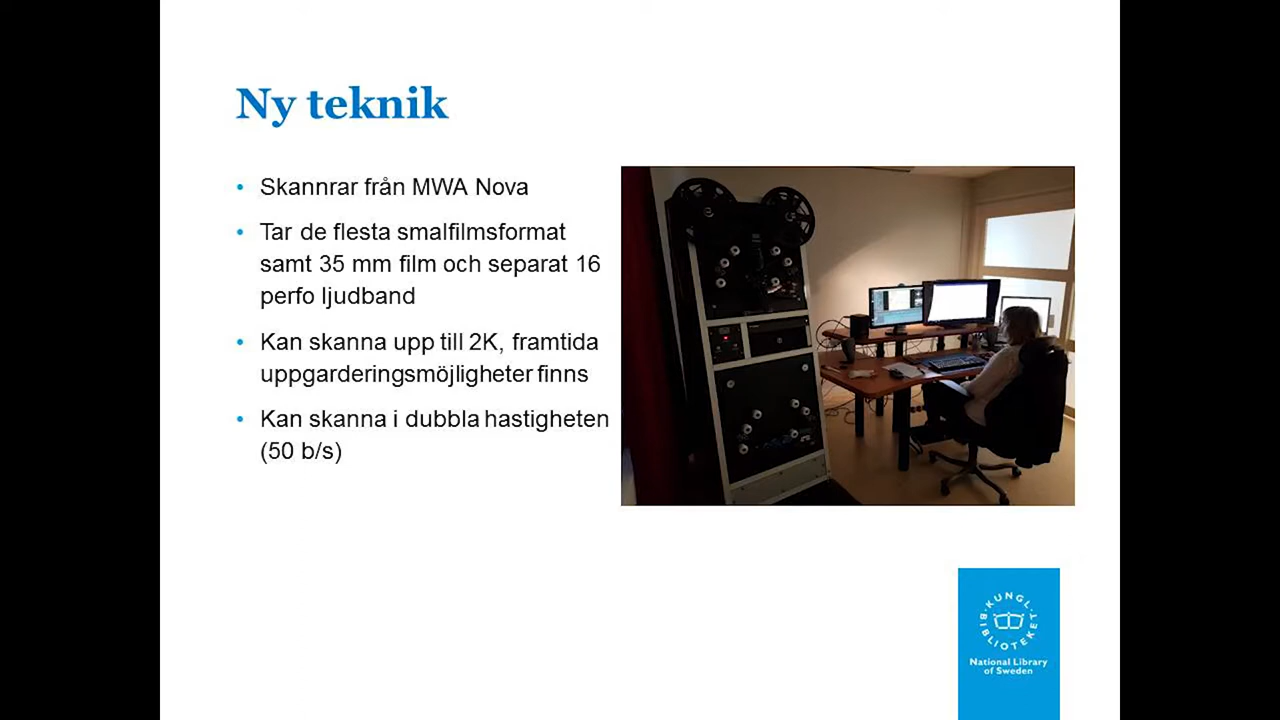 Ny teknik
• Skannrar från MWA Nova
• Tar de flesta smalfilmsformat
samt 35 mm film och separat 16
perfo ljudband
• Kan skanna upp till 2K, framtida
uppgarderingsmöjligheter finns
• Kan skanna i dubbla hastigheten
(50 b/s)
KUNGL.
BIBLIOTEKET
National Library
of Sweden